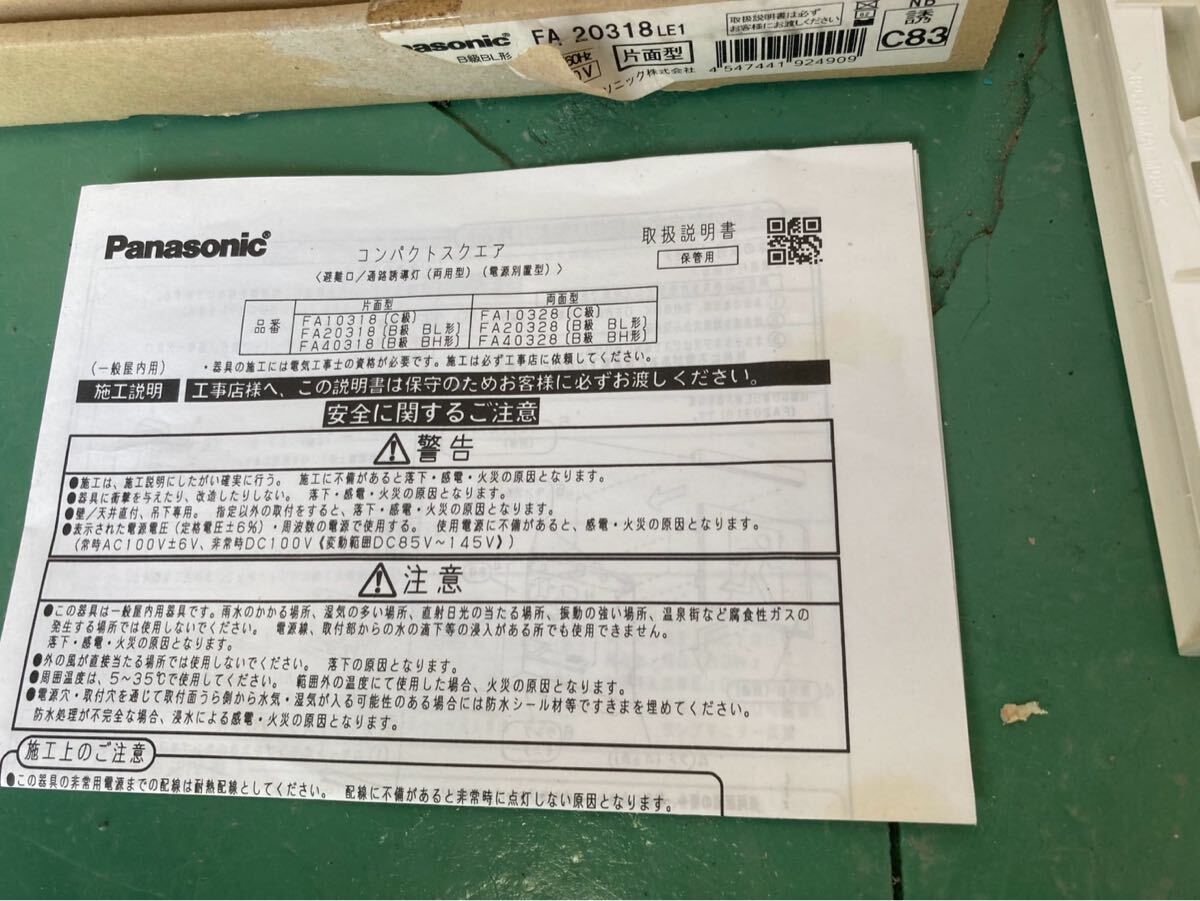 Panasonic FA 20318LE1
B級BL形
片面型
取扱説明書は必ず
お客様にお渡しください
4 547441 924909
NB
誘
C83
ソニック株式会社
Panasonic®
コンパクトスクエア
取扱説明書
保管用
〈避難口／通路誘導灯(両用型)(電源別置型)〉
品番
片面型 両面型
FA10318(C級) FA10328(C級)
FA20318(B級 BL形) FA20328(B級 BL形)
FA40318(B級 BH形) FA40328(B級 BH形)
(一般屋内用) ・器具の施工には電気工事士の資格が必要です。施工は必ず工事店に依頼してください。
施工説明 工事店様へ、この説明書は保守のためお客様に必ずお渡しください。
安全に関するご注意
警告
●施工は、施工説明にしたがい確実に行う。 施工に不備があると落下・感電・火災の原因となります。
●器具に衝撃を与えたり、改造したりしない。 落下・感電・火災の原因となります。
●壁／天井直付、吊下専用。 指定以外の取付をすると、落下・感電・火災の原因となります。
●表示された電源電圧(定格電圧±6%)・周波数の電源で使用する。 使用電源に不備があると、感電・火災の原因となります。
(常時AC100V±6V、非常時DC100V《変動範囲DC85V～145V》)
注意
●この器具は一般屋内用器具です。雨水のかかる場所、湿気の多い場所、直射日光の当たる場所、振動の強い場所、温泉街など腐食性ガスの
発生する場所では使用しないでください。 電源線、取付部からの水の滴下等の浸入がある所でも使用できません。
落下・感電・火災の原因となります。
●外の風が直接当たる場所では使用しないでください。 落下の原因となります。
●周囲温度は、5～35℃で使用してください。 範囲外の温度にて使用した場合、火災の原因となります。
●電源穴・取付穴を通じて取付面うら側から水気・湿気が入る可能性のある場合には防水シール材等ですきまを埋めてください。
防水処理が不完全な場合、浸水による感電・火災の原因となります。
施工上のご注意
●この器具の非常用電源までの配線は耐熱配線としてください。 配線に不備があると非常時に点灯しない原因となります。